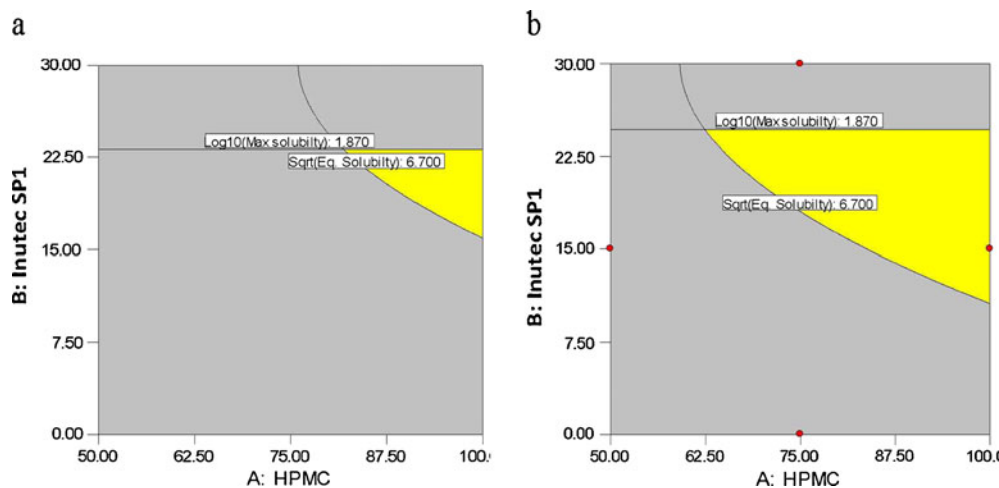 a
30.00
22.50
15.00
7.50
0.00
B: Inutec SP1
Log10(Max solubilty): 1.870
Sqrt(Eq. Solubilty): 6.700
50.00 62.50 75.00 87.50 100.
A: HPMC
b
30.00
22.50
15.00
7.50
0.00
B: Inutec SP1
Log10(Max solubilty): 1.870
Sqrt(Eq. Solubilty): 6.700
50.00 62.50 75.00 87.50 100.
A: HPMC